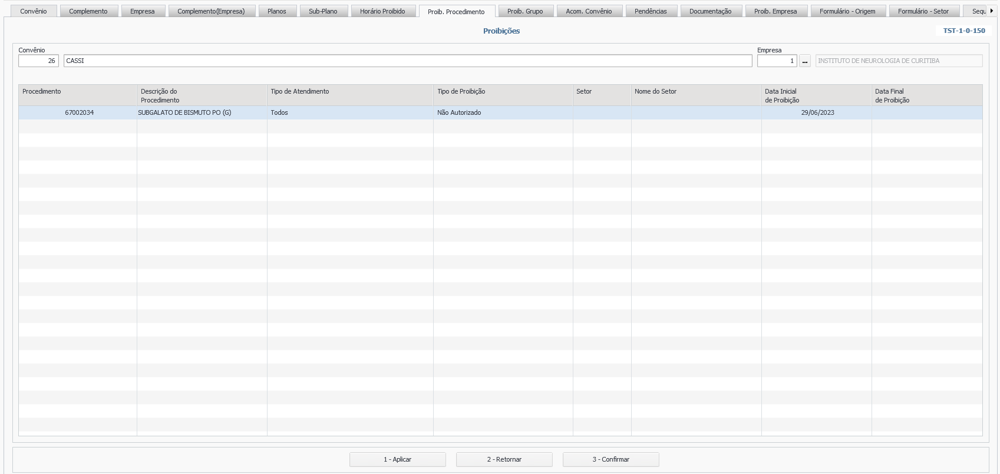 Convênio
Complemento
Empresa
Complemento(Empresa)
Planos
Sub-Plano
Horário Proibido
Proib. Procedimento
Proib. Grupo
Acom. Convênio
Pendências
Documentação
Proib. Empresa
Formulário - Origem
Formulário - Setor
Sequ
Proibições
TST-1-0-150
Convênio
Empresa
26
CASSI
1
...
INSTITUTO DE NEUROLOGIA DE CURITIBA
Procedimento
Descrição do
Procedimento
Tipo de Atendimento
Tipo de Proibição
Setor
Nome do Setor
Data Inicial
de Proibição
Data Final
de Proibição
67002034
SUBGALATO DE BISMUTO PO (G)
Todos
Não Autorizado
29/06/2023
1 - Aplicar
2 - Retornar
3 - Confirmar